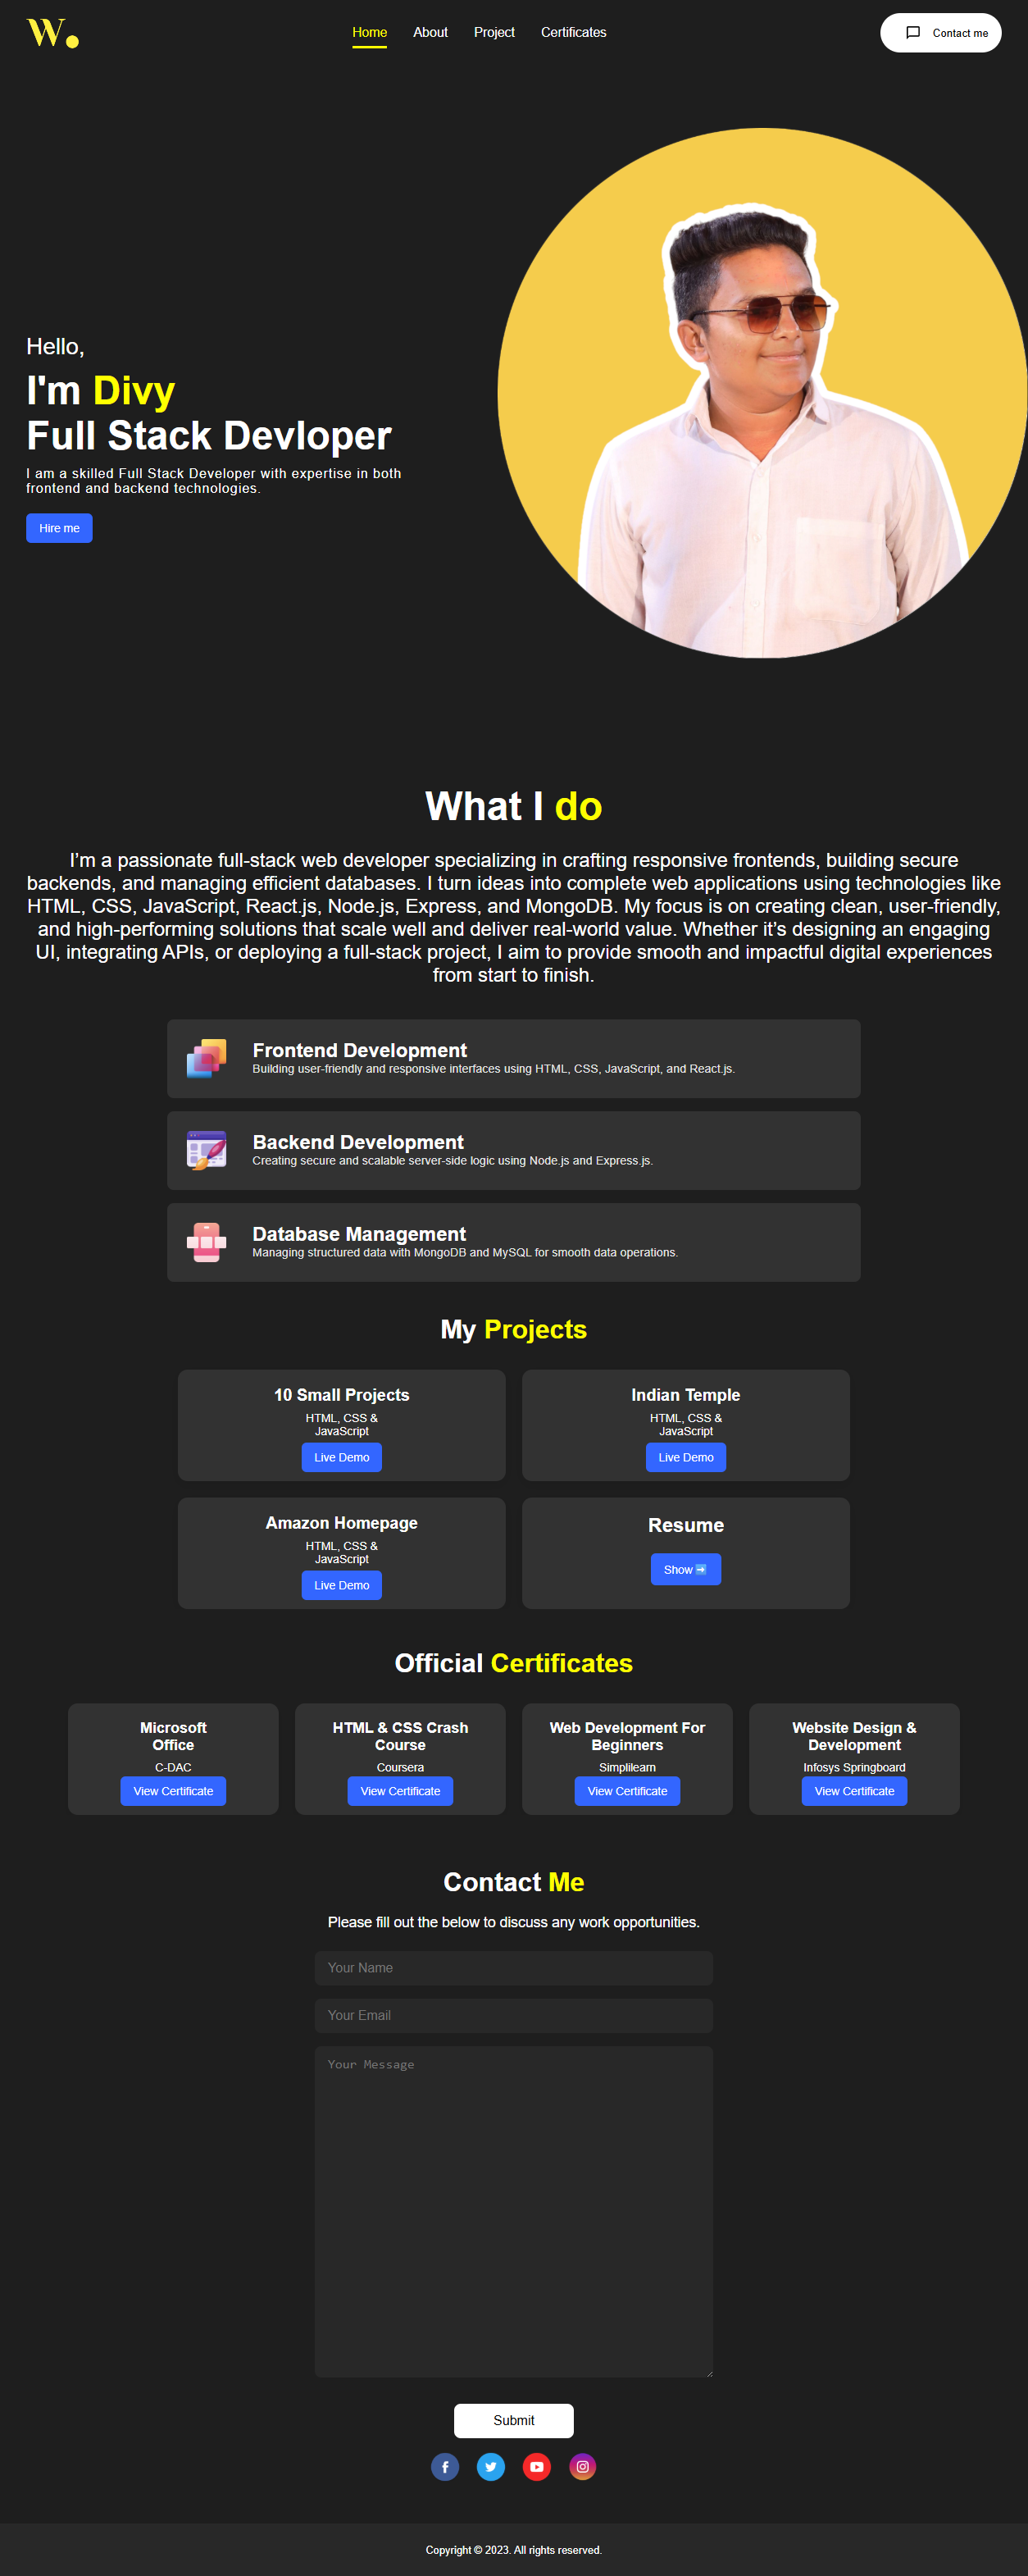 W.
Home
About
Project
Certificates
Contact me
Hello,
I'm Divy
Full Stack Devloper
I am a skilled Full Stack Developer with expertise in both
frontend and backend technologies.
Hire me
What I do
I’m a passionate full-stack web developer specializing in crafting responsive frontends, building secure
backends, and managing efficient databases. I turn ideas into complete web applications using technologies like
HTML, CSS, JavaScript, React.js, Node.js, Express, and MongoDB. My focus is on creating clean, user-friendly,
and high-performing solutions that scale well and deliver real-world value. Whether it’s designing an engaging
UI, integrating APIs, or deploying a full-stack project, I aim to provide smooth and impactful digital experiences
from start to finish.
Frontend Development
Building user-friendly and responsive interfaces using HTML, CSS, JavaScript, and React.js.
Backend Development
Creating secure and scalable server-side logic using Node.js and Express.js.
Database Management
Managing structured data with MongoDB and MySQL for smooth data operations.
My Projects
10 Small Projects
HTML, CSS &
JavaScript
Live Demo
Indian Temple
HTML, CSS &
JavaScript
Live Demo
Amazon Homepage
HTML, CSS &
JavaScript
Live Demo
Resume
Show➡️
Official Certificates
Microsoft
Office
C-DAC
View Certificate
HTML & CSS Crash
Course
Coursera
View Certificate
Web Development For
Beginners
Simplilearn
View Certificate
Website Design &
Development
Infosys Springboard
View Certificate
Contact Me
Please fill out the below to discuss any work opportunities.
Your Name
Your Email
Your Message
Submit
Copyright © 2023. All rights reserved.